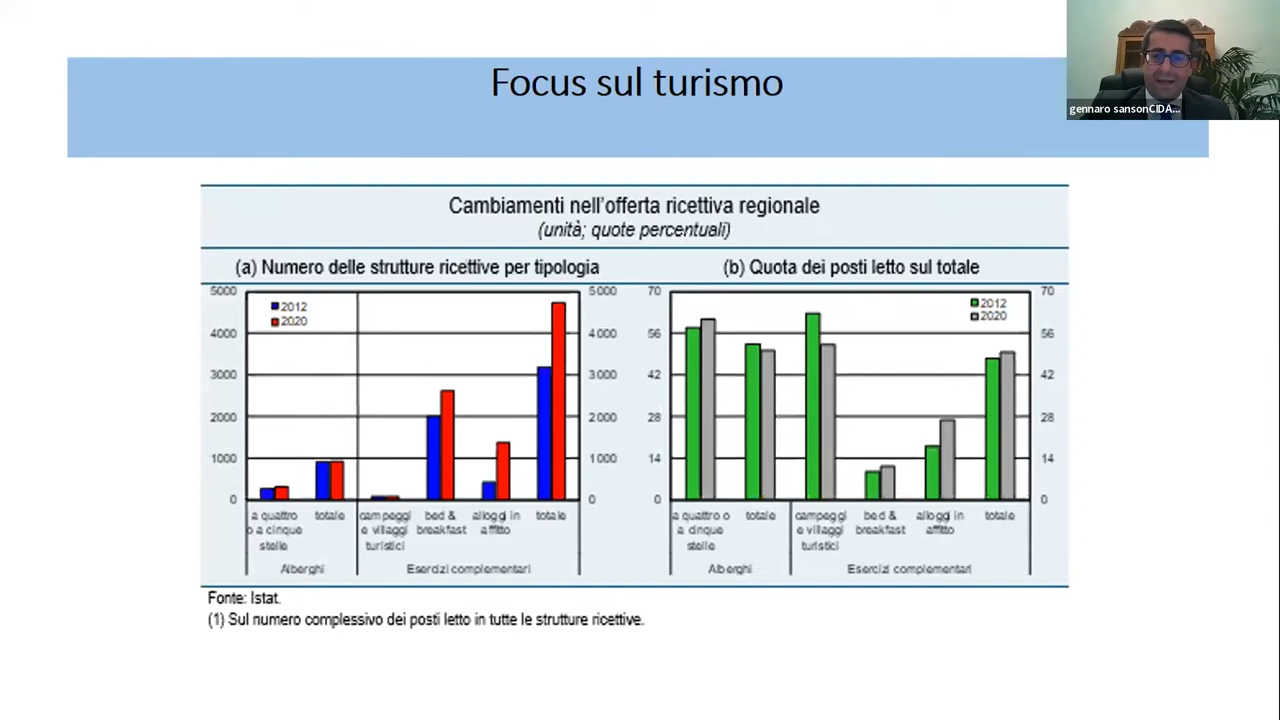 Focus sul turismo
gennaro sansonCIDA...
Cambiamenti nell'offerta ricettiva regionale
(unità; quote percentuali)
(a) Numero delle strutture ricettive per tipologia
(b) Quota dei posti letto sul totale
5000 5000 70 70
2012
2020
2012
2020
4000 4000 56 56
3000 3000 42 42
2000 2000 28 28
1000 1000 14 14
0 0 0 0
a quattro o a cinque stelle
totale
campeggi e villaggi turistici
bed & breakfast
alloggi in affitto
totale
Alberghi
Esercizi complementari
a quattro o a cinque stelle
totale
campeggi e villaggi turistici
bed & breakfast
alloggi in affitto
totale
Alberghi
Esercizi complementari
Fonte: Istat.
(1) Sul numero complessivo dei posti letto in tutte le strutture ricettive.